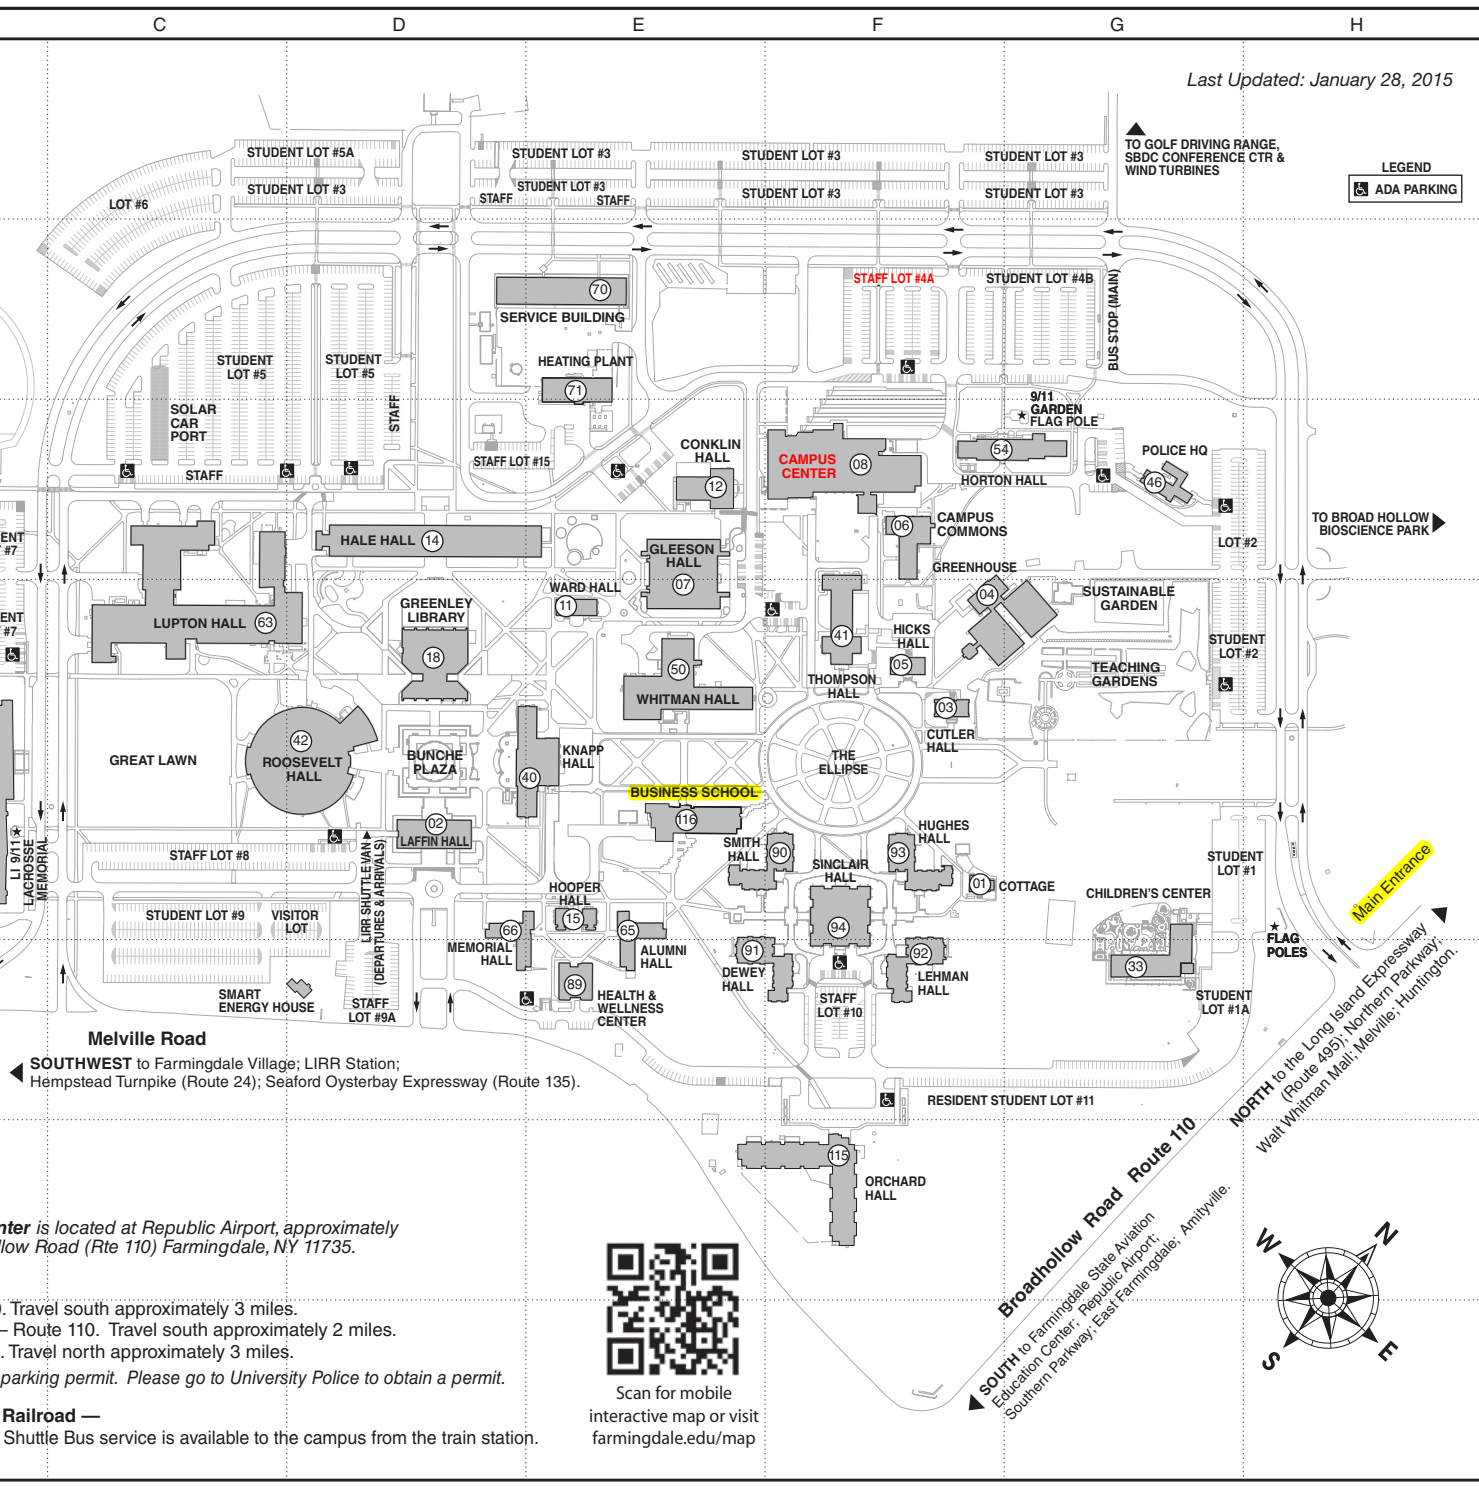 C D E F G H
Last Updated: January 28, 2015
TO GOLF DRIVING RANGE,
SBDC CONFERENCE CTR &
WIND TURBINES
LEGEND
ADA PARKING
STUDENT LOT #5A
STUDENT LOT #3
STUDENT LOT #3
STUDENT LOT #3
STUDENT LOT #3
STUDENT LOT #3
STAFF
STAFF
STUDENT LOT #3
STUDENT LOT #3
LOT #6
STAFF LOT #4A
STUDENT LOT #4B
BUS STOP (MAIN)
70
SERVICE BUILDING
HEATING PLANT
71
STUDENT
LOT #5
STUDENT
LOT #5
SOLAR
CAR
PORT
STAFF
STAFF
STAFF LOT #15
9/11
GARDEN
FLAG POLE
CONKLIN
HALL
12
CAMPUS
CENTER
08
54
HORTON HALL
POLICE HQ
46
TO BROAD HOLLOW
BIOSCIENCE PARK
LOT #2
06
CAMPUS
COMMONS
HALE HALL 14
GLEESON
HALL
07
ENT
#7
GREENHOUSE
04
WARD HALL
11
SUSTAINABLE
GARDEN
GREENLEY
LIBRARY
18
LUPTON HALL 63
ENT
#7
41
THOMPSON
HALL
HICKS
HALL
05
STUDENT
LOT #2
TEACHING
GARDENS
50
WHITMAN HALL
03
CUTLER
HALL
42
ROOSEVELT
HALL
GREAT LAWN
BUNCHE
PLAZA
KNAPP
HALL
40
THE
ELLIPSE
BUSINESS SCHOOL
116
02
LAFFIN HALL
SMITH
HALL
90
SINCLAIR
HALL
HUGHES
HALL
93
LI 9/11
LACROSSE
MEMORIAL
STAFF LOT #8
LIRR SHUTTLE VAN
(DEPARTURES & ARRIVALS)
STUDENT
LOT #1
Main Entrance
01 COTTAGE
CHILDREN'S CENTER
HOOPER
HALL
15
STUDENT LOT #9
VISITOR
LOT
66
MEMORIAL
HALL
65
ALUMNI
HALL
94
FLAG
POLES
91
DEWEY
HALL
92
LEHMAN
HALL
33
SMART
ENERGY HOUSE
STAFF
LOT #9A
89
HEALTH &
WELLNESS
CENTER
STAFF
LOT #10
STUDENT
LOT #1A
Melville Road
SOUTHWEST to Farmingdale Village; LIRR Station;
Hempstead Turnpike (Route 24); Seaford Oysterbay Expressway (Route 135).
RESIDENT STUDENT LOT #11
NORTH to the Long Island Expressway
(Route 495); Northern Parkway;
Walt Whitman Mall; Melville; Huntington.
115
ORCHARD
HALL
Broadhollow Road Route 110
SOUTH to Farmingdale State Aviation
Education Center; Republic Airport;
Southern Parkway; East Farmingdale; Amityville.
nter is located at Republic Airport, approximately
llow Road (Rte 110) Farmingdale, NY 11735.
. Travel south approximately 3 miles.
– Route 110. Travel south approximately 2 miles.
. Travel north approximately 3 miles.
parking permit. Please go to University Police to obtain a permit.
Railroad —
Shuttle Bus service is available to the campus from the train station.
Scan for mobile
interactive map or visit
farmingdale.edu/map
W N
S E